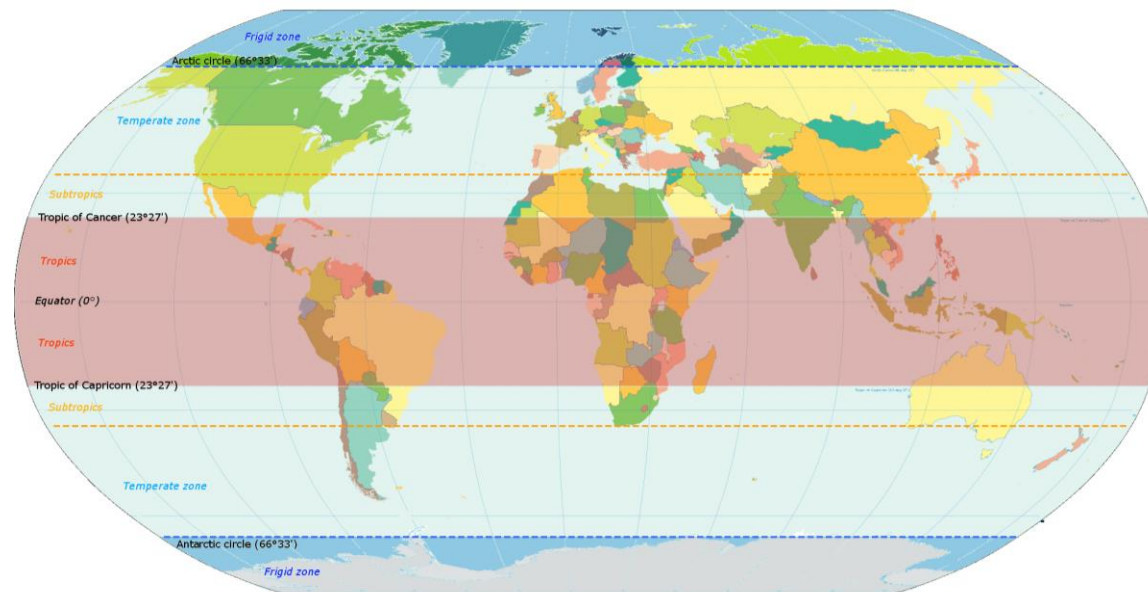 Frigid zone
Arctic circle (66°33')
Temperate zone
Subtropics
Tropic of Cancer (23°27')
Tropics
Equator (0°)
Tropics
Tropic of Capricorn (23°27')
Subtropics
Temperate zone
Antarctic circle (66°33')
Frigid zone